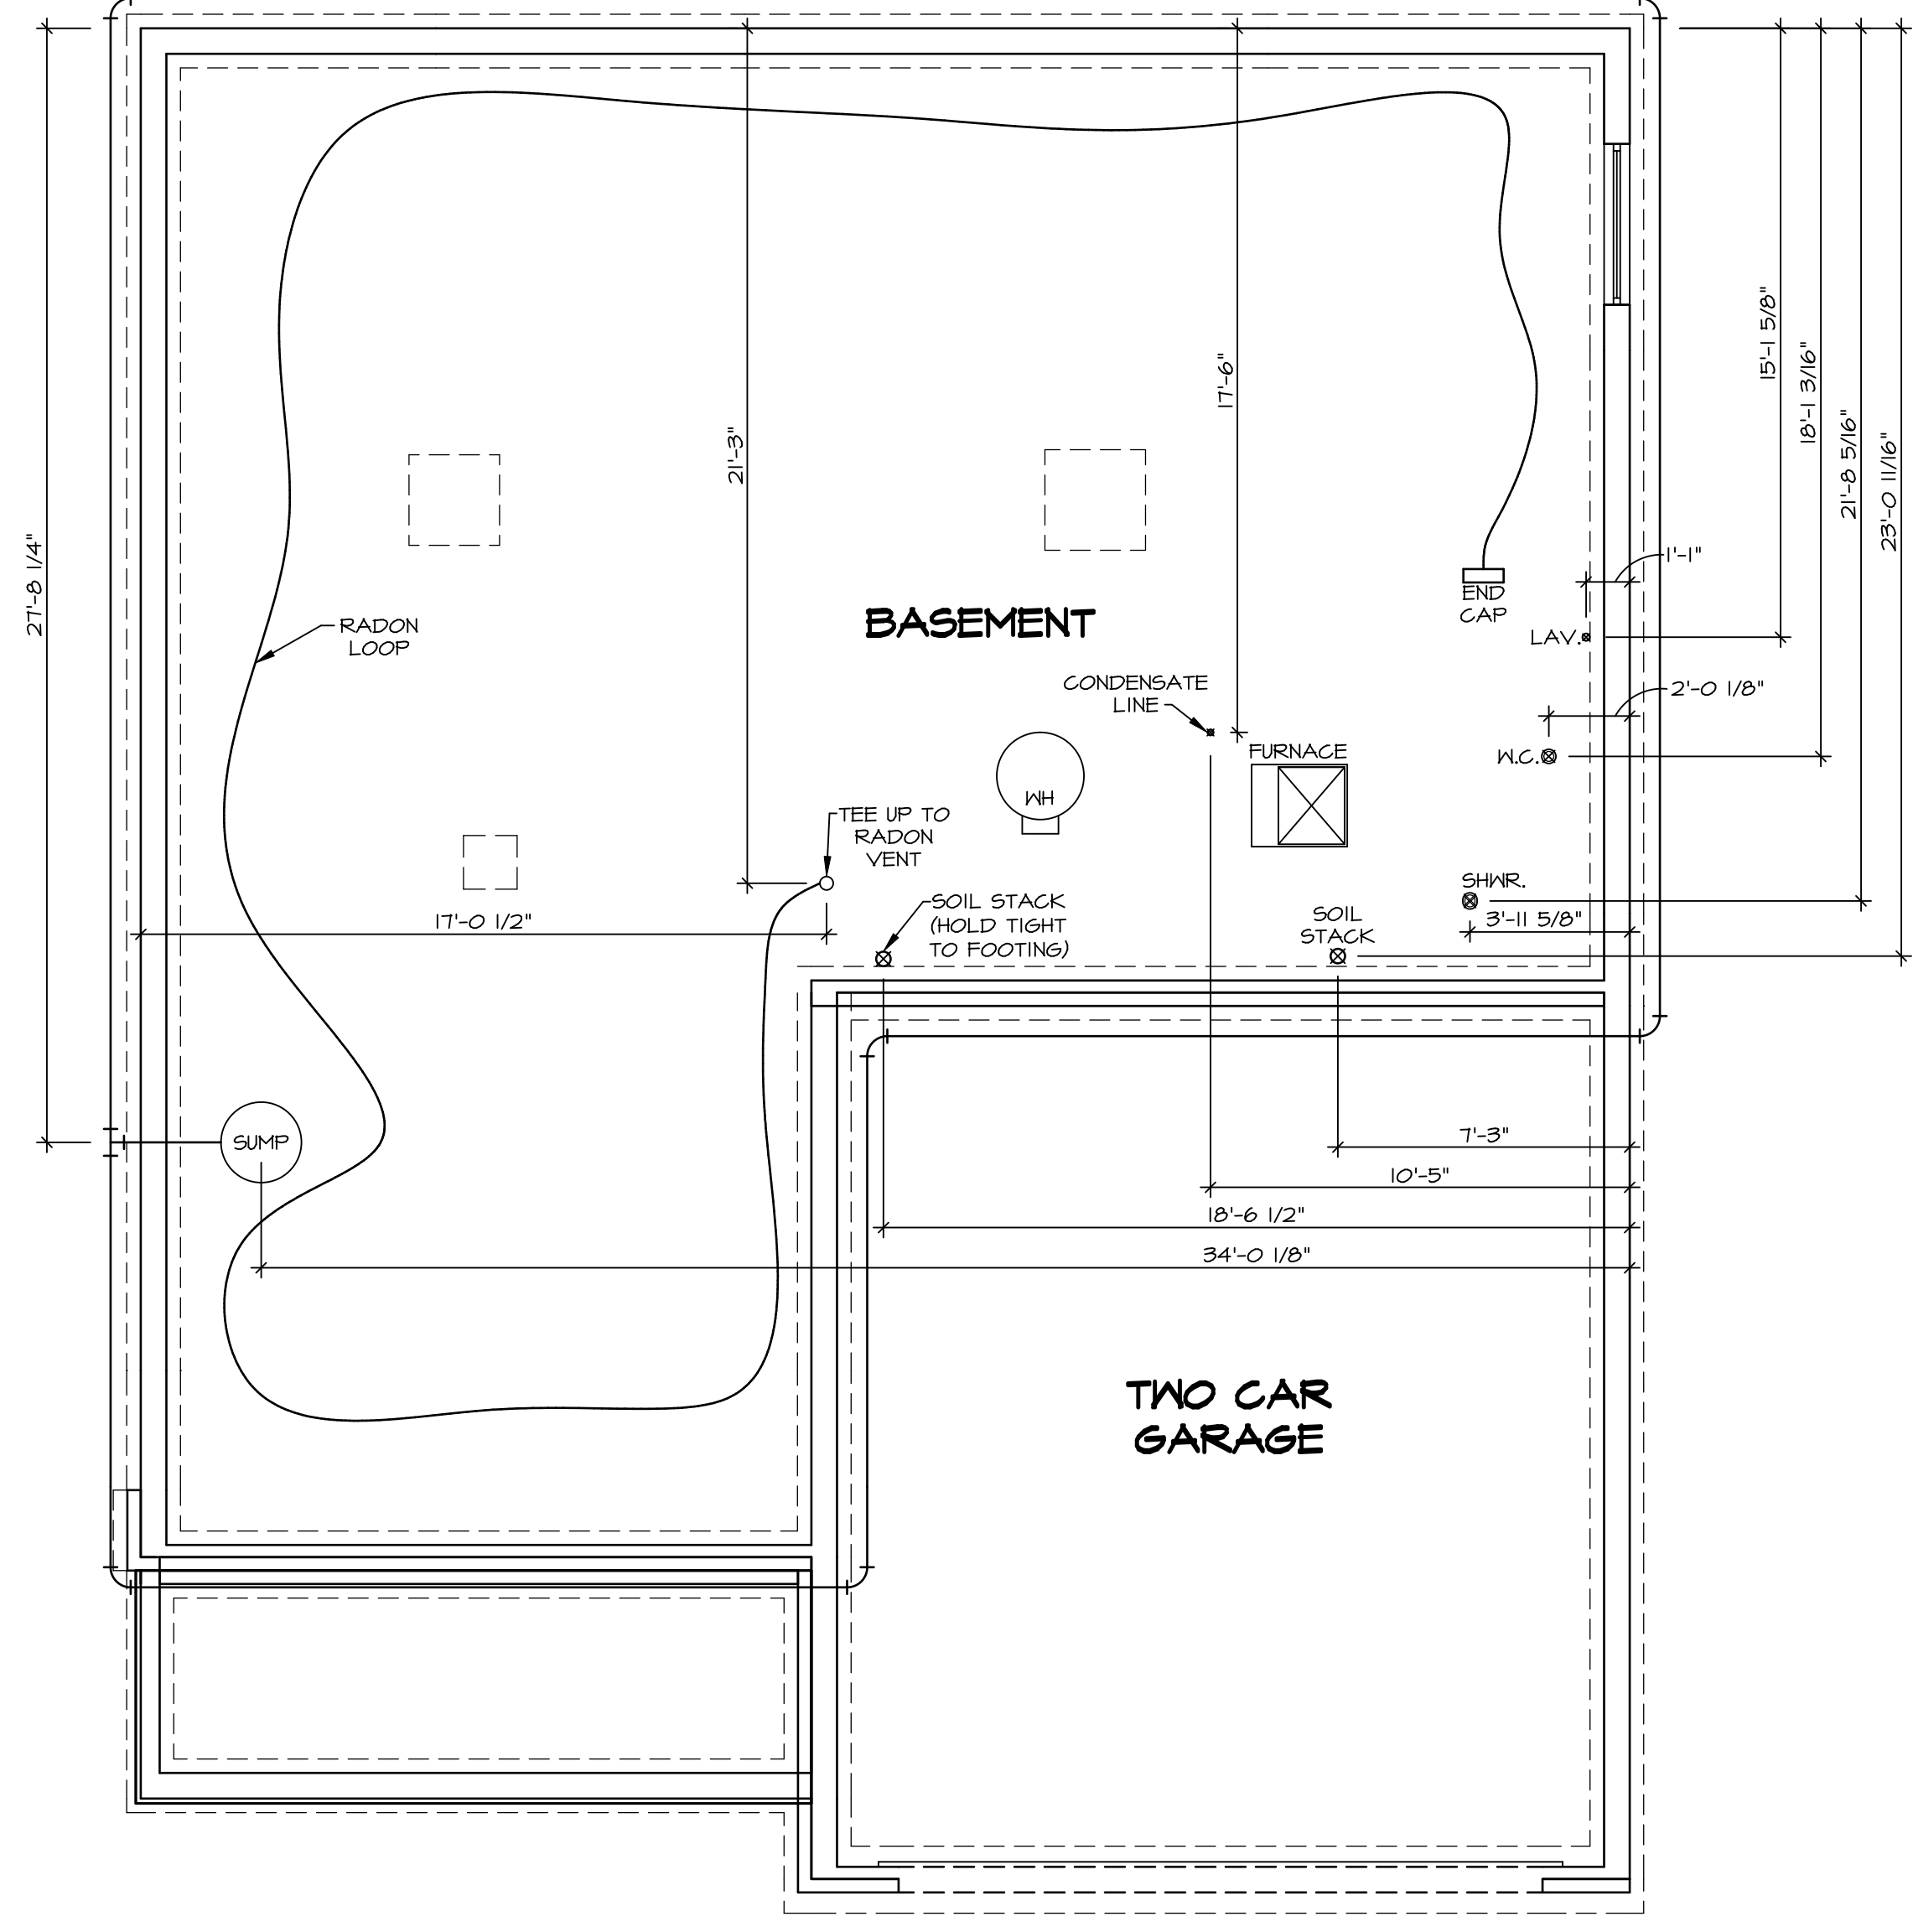 15'-1 5/8"
18'-1 3/16"
17'-6"
21'-8 5/16"
21'-3"
23'-0 11/16"
27'-8 1/4"
1'-1"
END
CAP
BASEMENT
RADON
LOOP
LAV.
CONDENSATE
LINE
2'-0 1/8"
FURNACE
W.C.
WH
TEE UP TO
RADON
VENT
SHWR.
SOIL STACK
(HOLD TIGHT
TO FOOTING)
SOIL
STACK
3'-11 5/8"
17'-0 1/2"
SUMP
7'-3"
10'-5"
18'-6 1/2"
34'-0 1/8"
TWO CAR
GARAGE